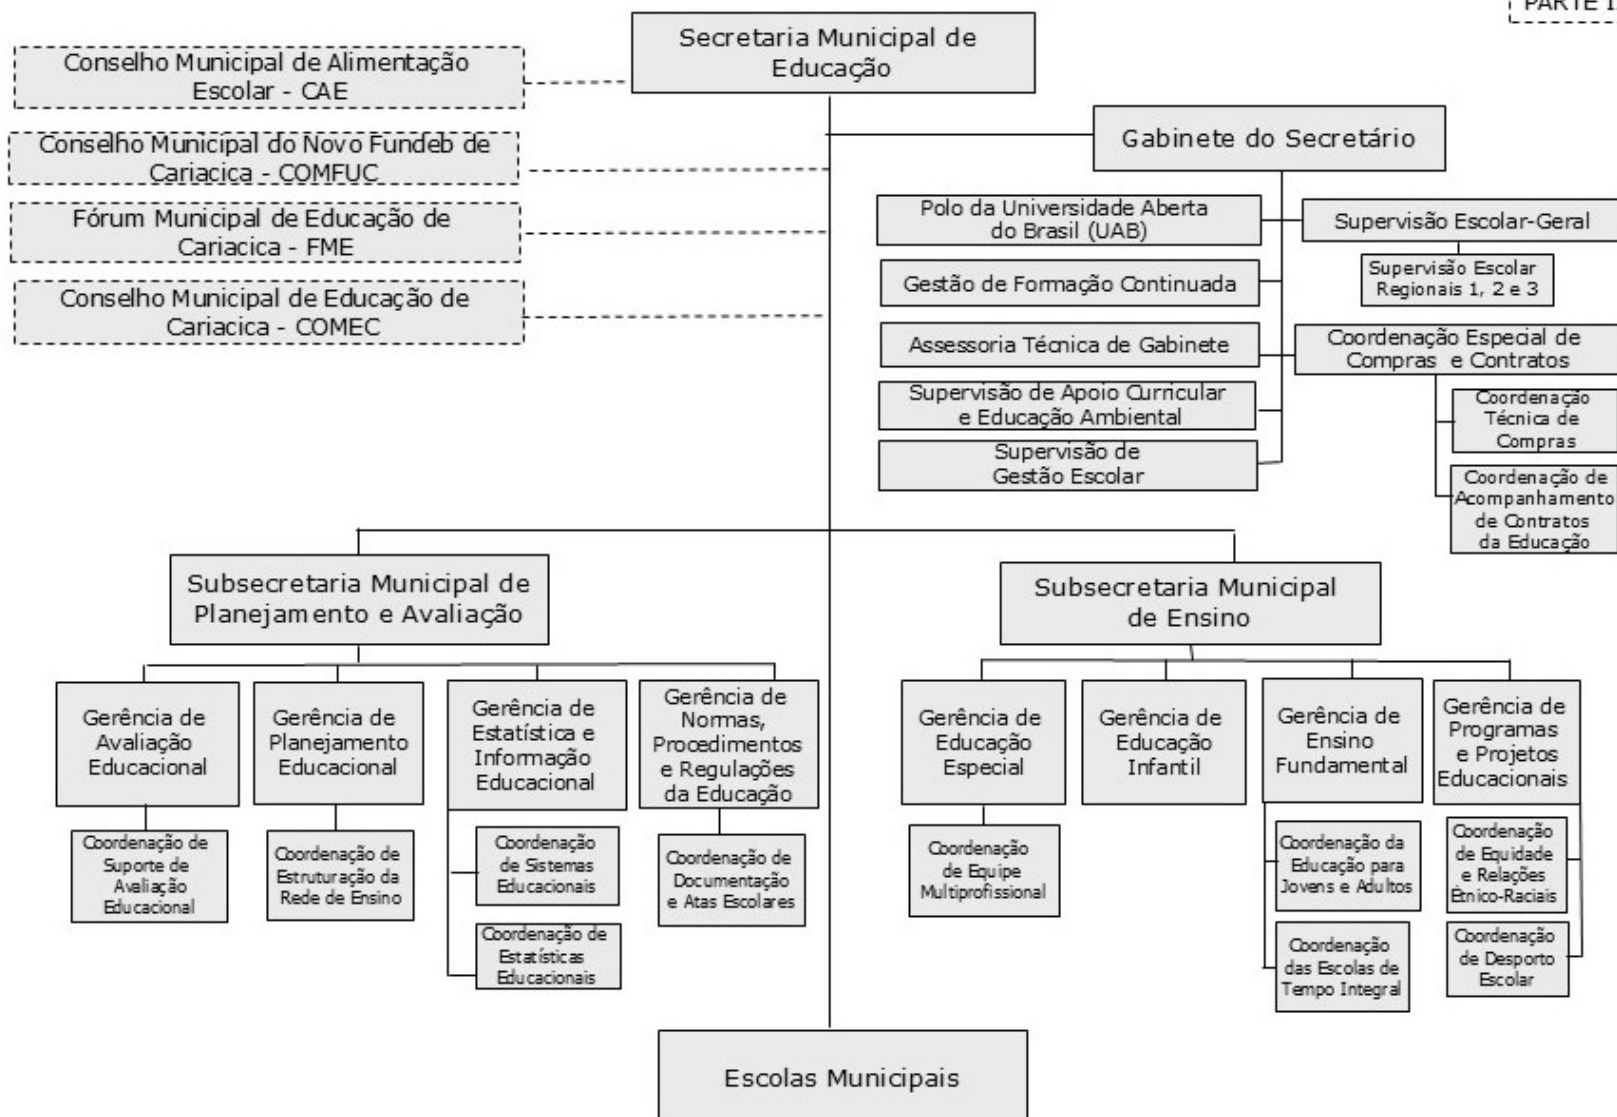 PARTE I
Secretaria Municipal de
Educação
Conselho Municipal de Alimentação
Escolar - CAE
Conselho Municipal do Novo Fundeb de
Cariacica - COMFUC
Fórum Municipal de Educação de
Cariacica - FME
Conselho Municipal de Educação de
Cariacica - COMEC
Gabinete do Secretário
Polo da Universidade Aberta
do Brasil (UAB)
Supervisão Escolar-Geral
Supervisão Escolar
Regionais 1, 2 e 3
Gestão de Formação Continuada
Assessoria Técnica de Gabinete
Coordenação Especial de
Compras e Contratos
Supervisão de Apoio Curricular
e Educação Ambiental
Coordenação
Técnica de
Compras
Supervisão de
Gestão Escolar
Coordenação de
Acompanhamento
de Contratos
da Educação
Subsecretaria Municipal de
Planejamento e Avaliação
Subsecretaria Municipal
de Ensino
Gerência de
Avaliação
Educacional
Gerência de
Planejamento
Educacional
Gerência de
Estatística e
Informação
Educacional
Gerência de
Normas,
Procedimentos
e Regulações
da Educação
Gerência de
Educação
Especial
Gerência de
Educação
Infantil
Gerência de
Ensino
Fundamental
Gerência de
Programas
e Projetos
Educacionais
Coordenação de
Suporte de
Avaliação
Educacional
Coordenação de
Estruturação da
Rede de Ensino
Coordenação
de Sistemas
Educacionais
Coordenação de
Documentação
e Atas Escolares
Coordenação
de Equipe
Multiprofissional
Coordenação da
Educação para
Jovens e Adultos
Coordenação
de Equidade
e Relações
Étnico-Raciais
Coordenação de
Estatísticas
Educacionais
Coordenação
das Escolas de
Tempo Integral
Coordenação
de Desporto
Escolar
Escolas Municipais